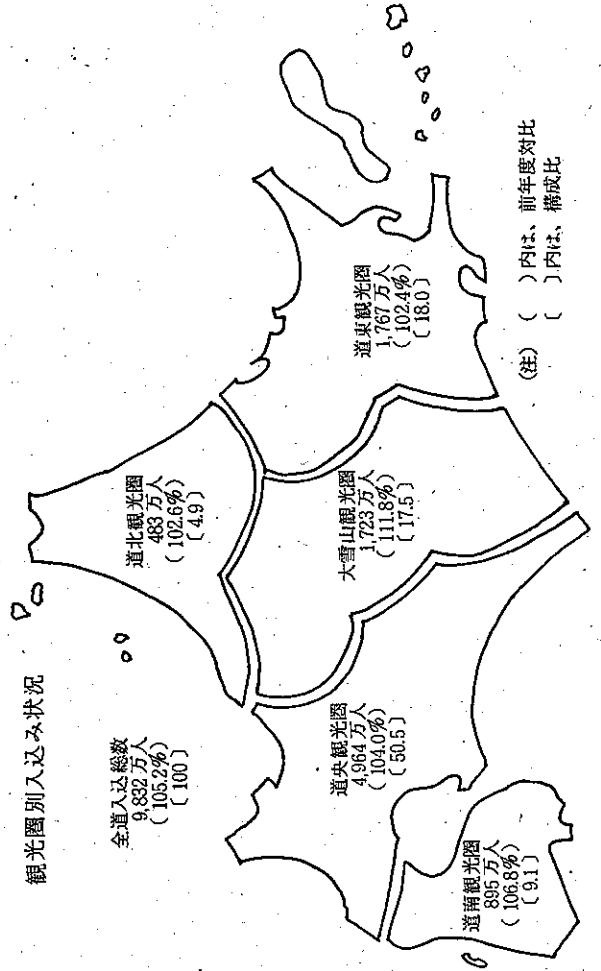 観光圏別入込み状況
全道入込総数
9,832万人
(105.2%)
〔100〕
道北観光圏
483万人
(102.6%)
〔4.9〕
道東観光圏
1,767万人
(102.4%)
〔18.0〕
大雪山観光圏
1,723万人
(111.8%)
〔17.5〕
道央観光圏
4,964万人
(104.0%)
〔50.5〕
道南観光圏
895万人
(106.8%)
〔9.1〕
(注) ( )内は、前年度対比
〔 〕内は、構成比